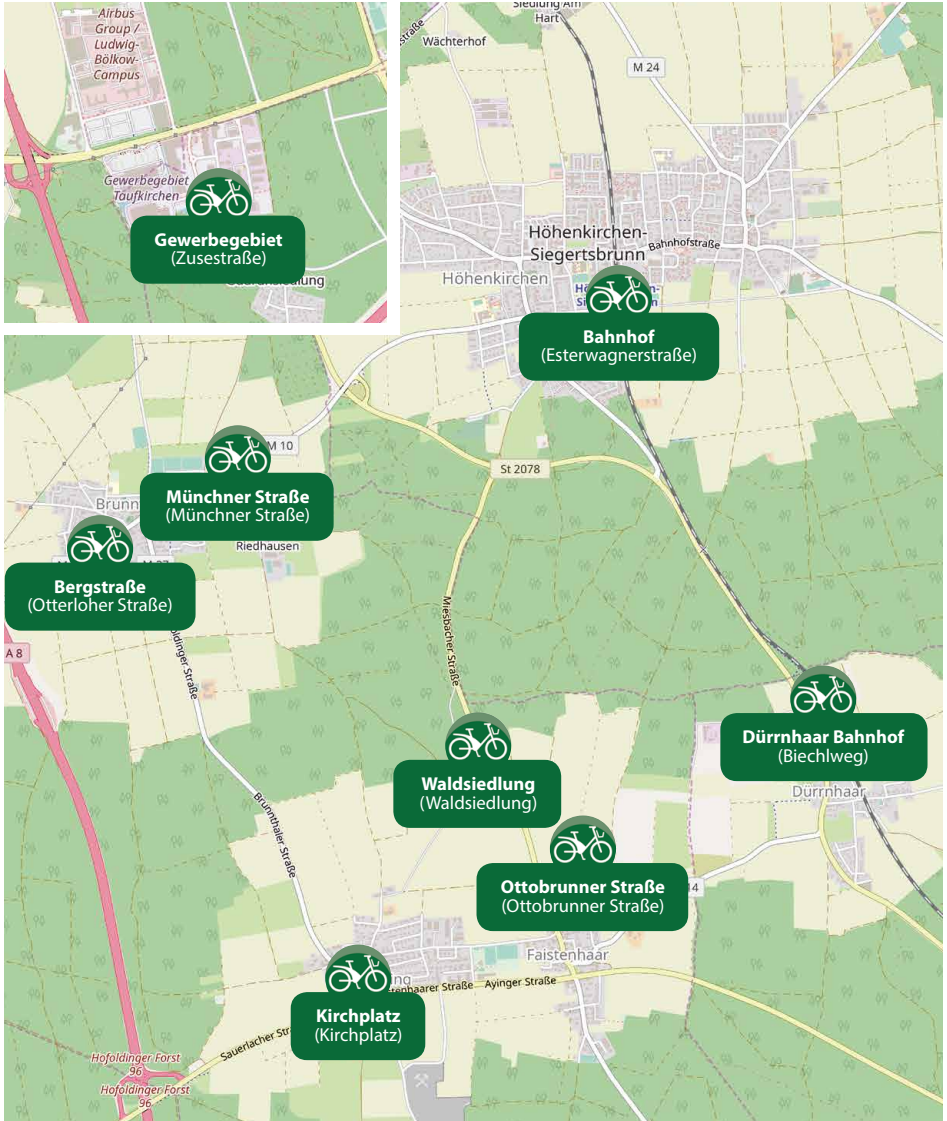 Airbus
Group /
Ludwig-
Bölkow-
Campus
Gewerbegebiet
Taufkirchen
Gewerbegebiet
(Zusestraße)
Siedlung Am
Hart
Wächterhof
M 24
Höhenkirchen-
Siegertsbrunn
Bahnhofstraße
Höhenkirchen
Bahnhof
(Esterwagnerstraße)
M 10
St 2078
Münchner Straße
(Münchner Straße)
Riedhausen
Bergstraße
(Otterloher Straße)
A 8
Miesbacher Straße
Waldsiedlung
(Waldsiedlung)
Dürrnhaar Bahnhof
(Biechlweg)
Dürrnhaar
Brunnthaler Straße
Ottobrunner Straße
(Ottobrunner Straße)
Faistenhaar
Ayinger Straße
Kirchplatz
(Kirchplatz)
Sauerlacher
Hofoldinger Forst
96
Hofoldinger Forst
96